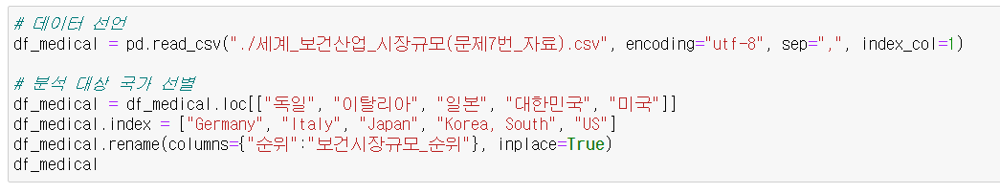 # 데이터 선언
df_medical = pd.read_csv("./세계_보건산업_시장규모(문제7번_자료).csv", encoding="utf-8", sep=",", index_col=1)
# 분석 대상 국가 선별
df_medical = df_medical.loc[["독일", "이탈리아", "일본", "대한민국", "미국"]]
df_medical.index = ["Germany", "Italy", "Japan", "Korea, South", "US"]
df_medical.rename(columns={"순위":"보건시장규모_순위"}, inplace=True)
df_medical